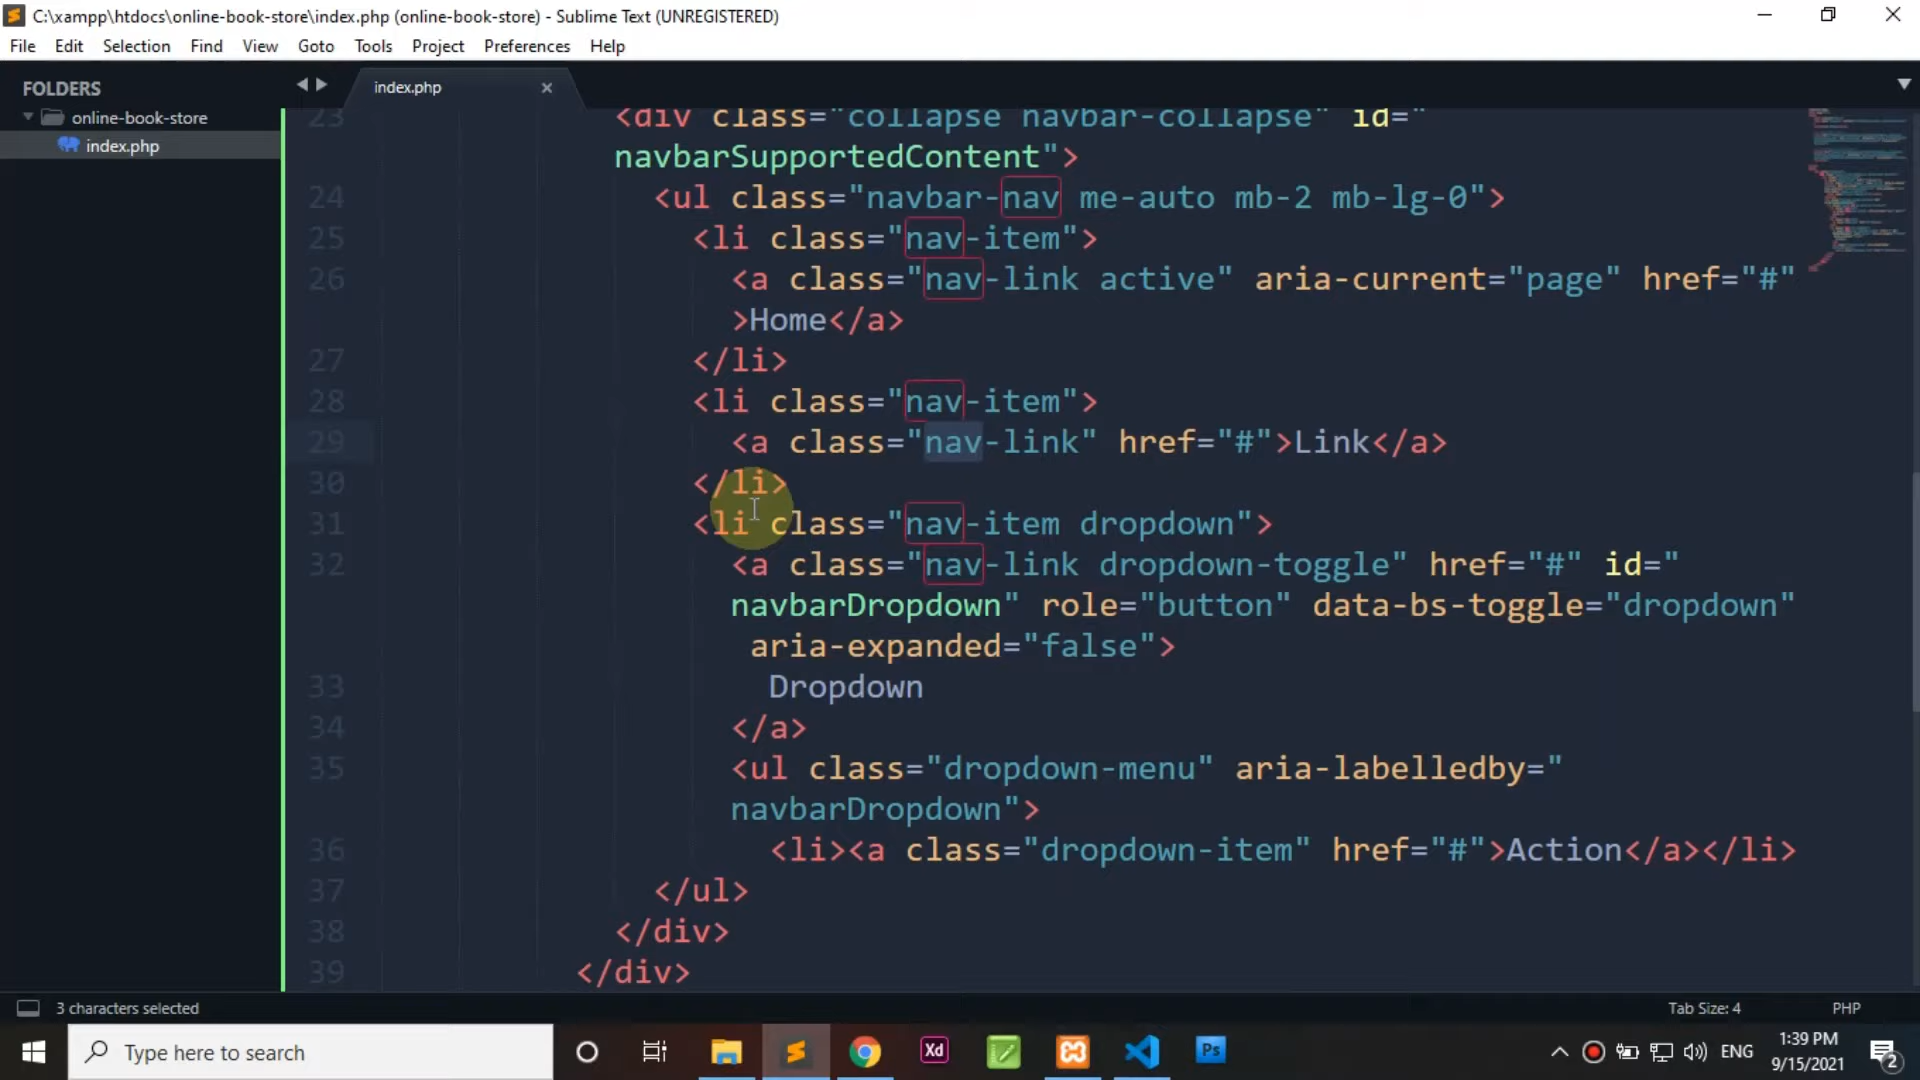 C:\xampp\htdocs\online-book-store\index.php (online-book-store) - Sublime Text (UNREGISTERED)
File Edit Selection Find View Goto Tools Project Preferences Help
FOLDERS
online-book-store
index.php
index.php
23 <div class="collapse navbar-collapse" id="
navbarSupportedContent">
24 <ul class="navbar-nav me-auto mb-2 mb-lg-0">
25 <li class="nav-item">
26 <a class="nav-link active" aria-current="page" href="#"
>Home</a>
27 </li>
28 <li class="nav-item">
29 <a class="nav-link" href="#">Link</a>
30 </li>
31 <li class="nav-item dropdown">
32 <a class="nav-link dropdown-toggle" href="#" id="
navbarDropdown" role="button" data-bs-toggle="dropdown"
aria-expanded="false">
33 Dropdown
34 </a>
35 <ul class="dropdown-menu" aria-labelledby="
navbarDropdown">
36 <li><a class="dropdown-item" href="#">Action</a></li>
37 </ul>
38 </div>
39 </div>
3 characters selected
Tab Size: 4
PHP
Type here to search
Xd
Ps
ENG
1:39 PM
9/15/2021
2